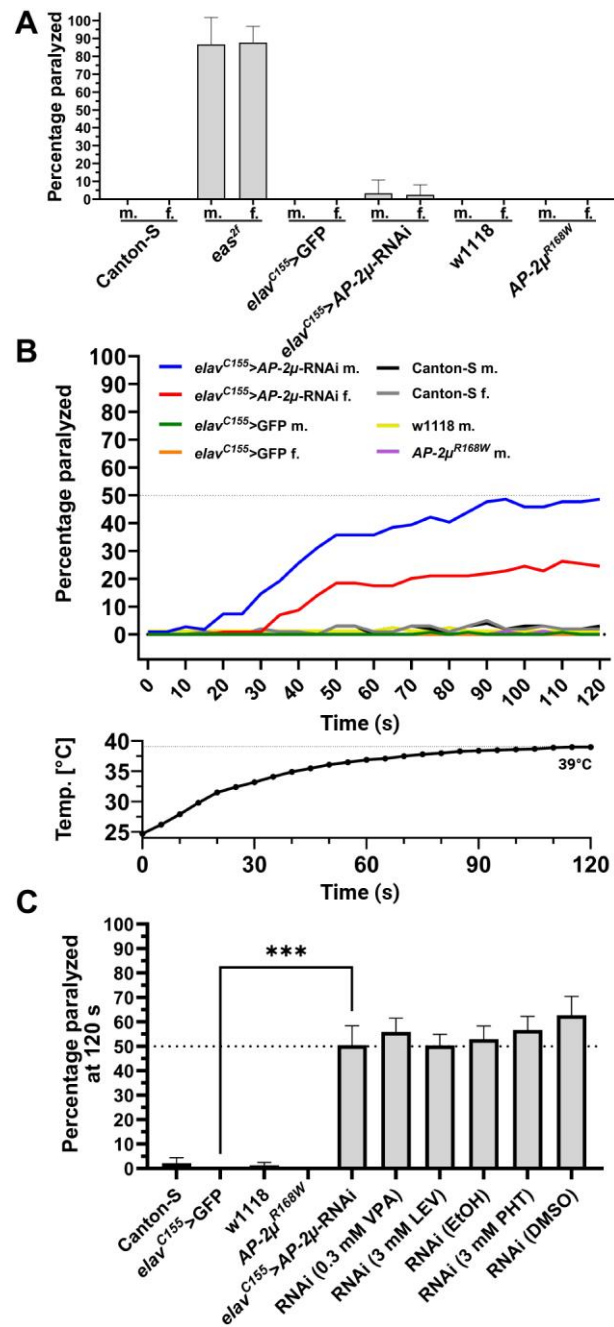 A
Percentage paralyzed
100
90
80
70
60
50
40
30
20
10
0
m. f. m. f. m. f. m. f. m. f. m. f.
Canton-S
eas2f
elavC155>GFP
elavC155>AP-2μ-RNAi
w1118
AP-2μR168W
B
Percentage paralyzed
100
90
80
70
60
50
40
30
20
10
0
elavC155>AP-2μ-RNAi m.
elavC155>AP-2μ-RNAi f.
elavC155>GFP m.
elavC155>GFP f.
Canton-S m.
Canton-S f.
w1118 m.
AP-2μR168W m.
0 10 20 30 40 50 60 70 80 90 100 110 120
Time (s)
Temp. [°C]
40
35
30
25
39°C
0 30 60 90 120
Time (s)
C
Percentage paralyzed
at 120 s
100
90
80
70
60
50
40
30
20
10
0
***
Canton-S
elavC155>GFP
w1118
AP-2μR168W
elavC155>AP-2μ-RNAi
RNAi (0.3 mM VPA)
RNAi (3 mM LEV)
RNAi (EtOH)
RNAi (3 mM PHT)
RNAi (DMSO)